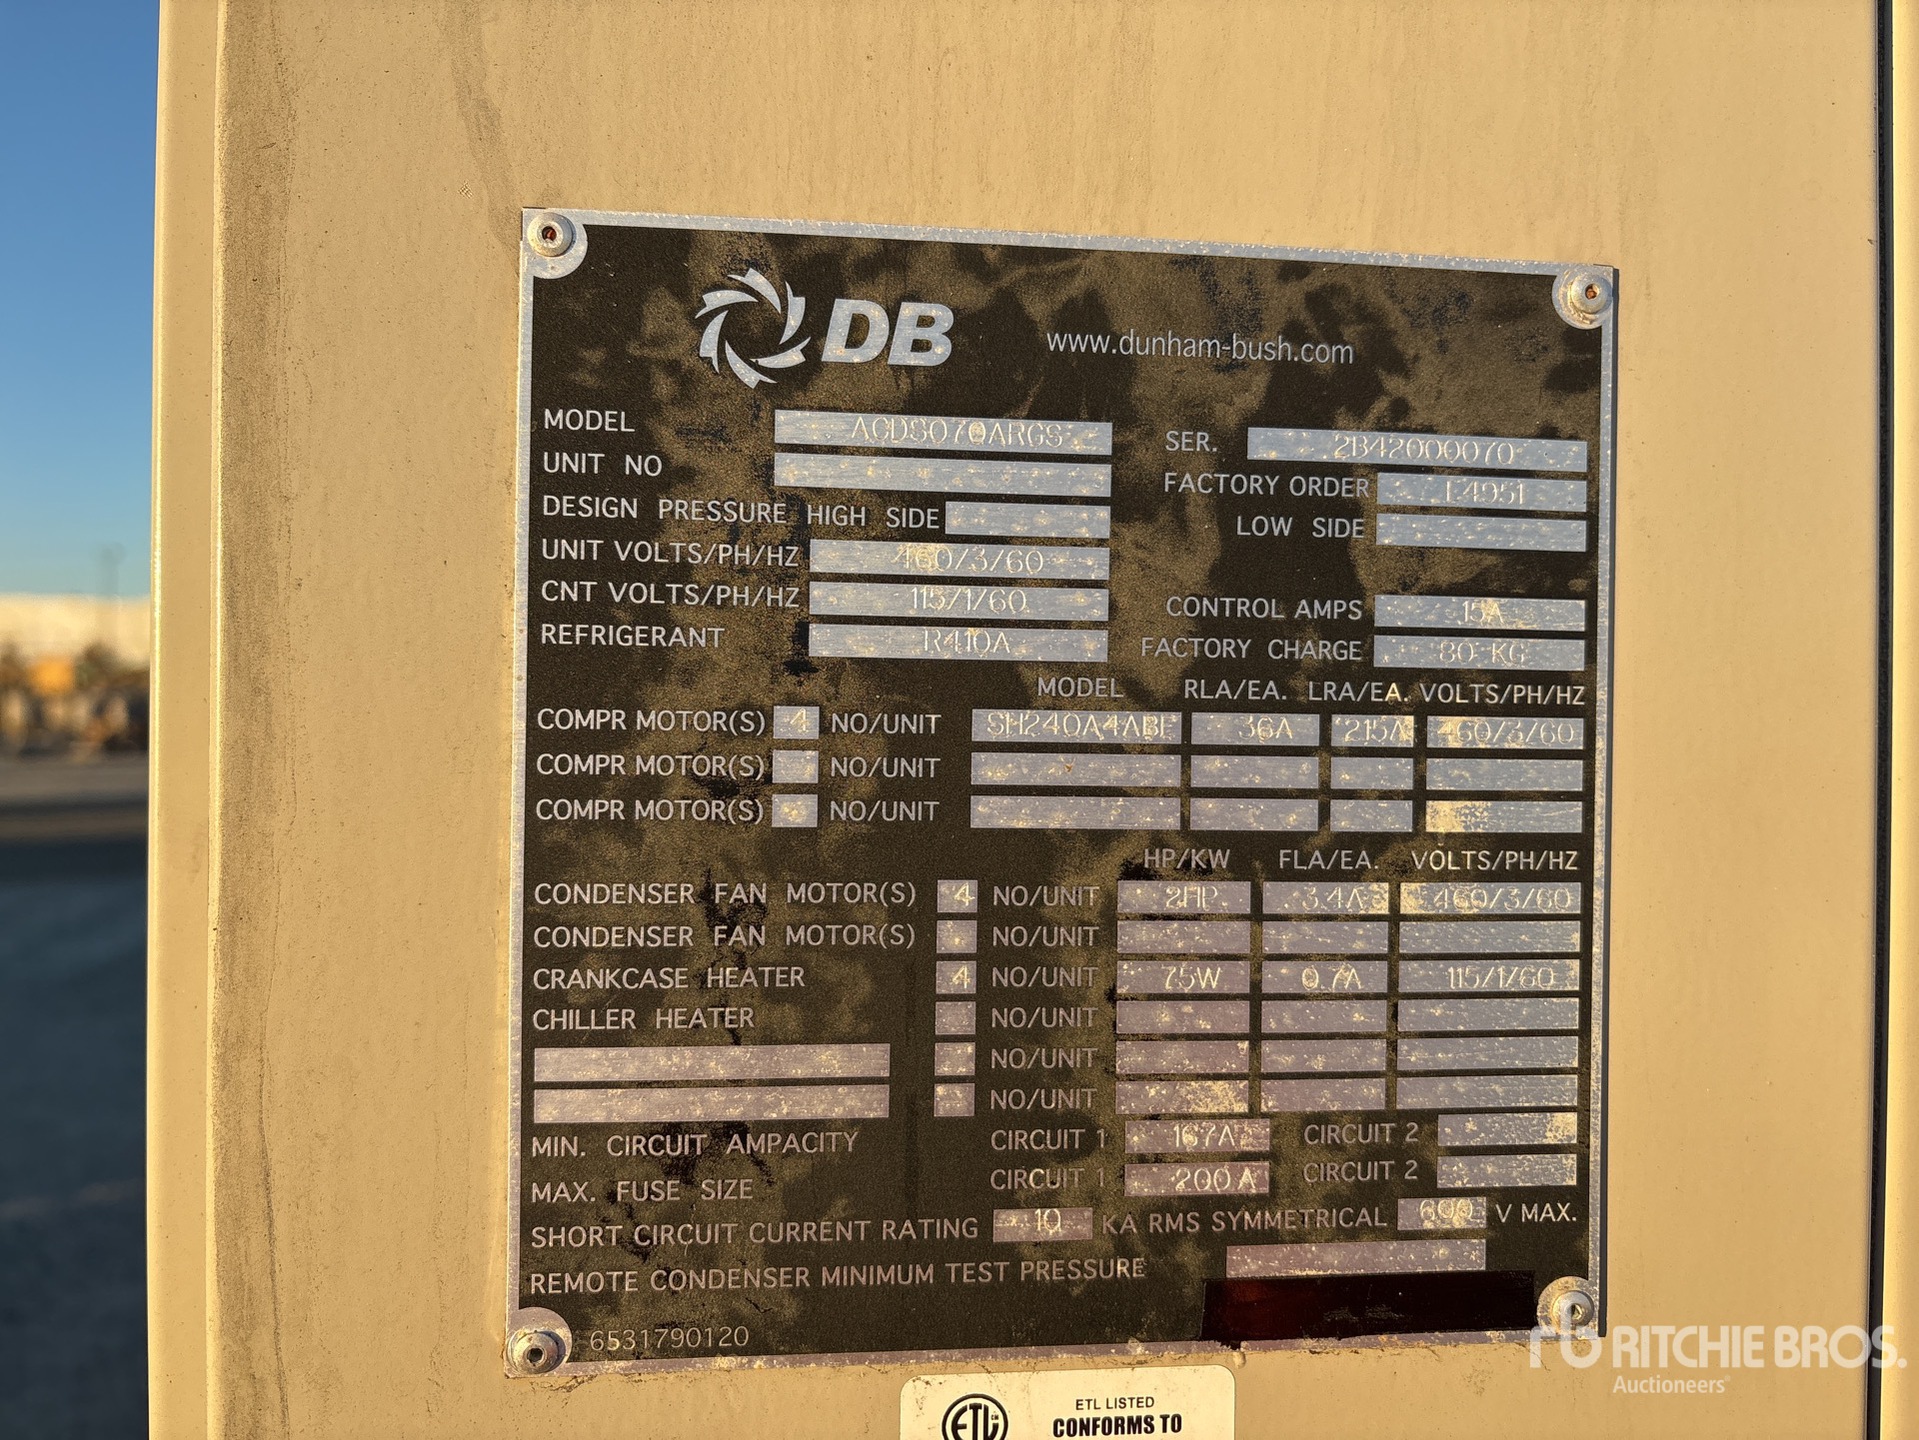 DB www.dunham-bush.com
MODEL ACDS070ARGS SER. 2B42000070
UNIT NO FACTORY ORDER L4951
DESIGN PRESSURE HIGH SIDE LOW SIDE
UNIT VOLTS/PH/HZ 460/3/60
CNT VOLTS/PH/HZ 115/1/60 CONTROL AMPS 15A
REFRIGERANT R410A FACTORY CHARGE 80 KG
MODEL RLA/EA. LRA/EA. VOLTS/PH/HZ
COMPR MOTOR(S) 4 NO/UNIT SH240A4ABE 36A 215A 460/3/60
COMPR MOTOR(S) NO/UNIT
COMPR MOTOR(S) NO/UNIT
HP/KW FLA/EA. VOLTS/PH/HZ
CONDENSER FAN MOTOR(S) 4 NO/UNIT 2HP 3.4A 460/3/60
CONDENSER FAN MOTOR(S) NO/UNIT
CRANKCASE HEATER 4 NO/UNIT 75W 0.7A 115/1/60
CHILLER HEATER NO/UNIT
NO/UNIT
NO/UNIT
MIN. CIRCUIT AMPACITY CIRCUIT 1 167A CIRCUIT 2
MAX. FUSE SIZE CIRCUIT 1 200A CIRCUIT 2
SHORT CIRCUIT CURRENT RATING 10 KA RMS SYMMETRICAL 600 V MAX.
REMOTE CONDENSER MINIMUM TEST PRESSURE
6531790120
rb RITCHIE BROS.
Auctioneers
ETL LISTED
ETL CONFORMS TO